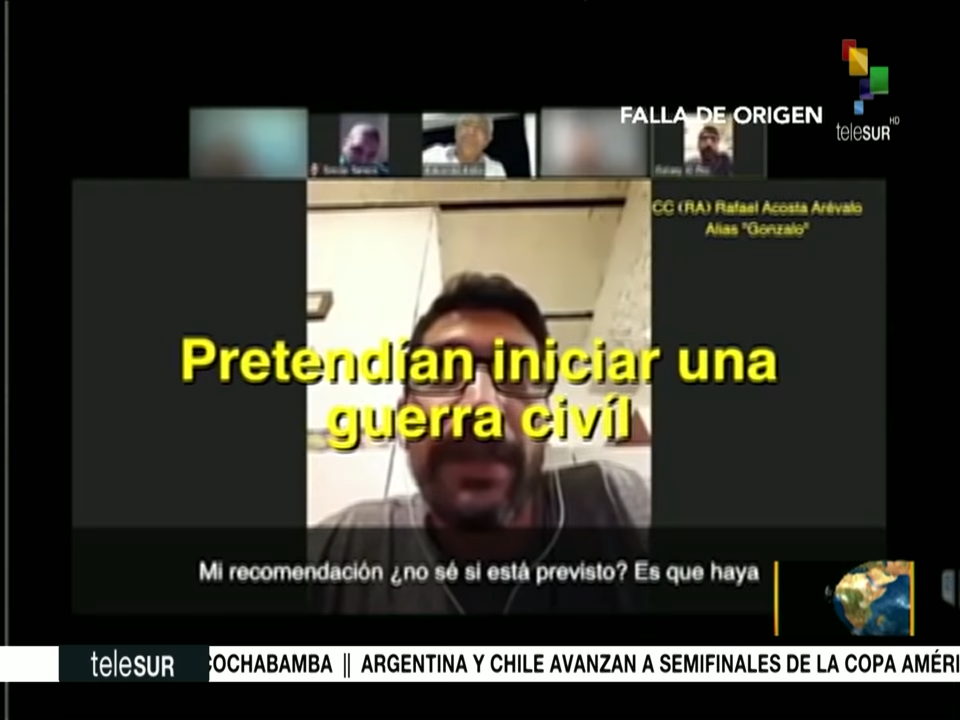 FALLA DE ORIGEN
teleSUR HD
CC (RA) Rafael Acosta Arévalo
Alias "Gonzalo"
Pretendían iniciar una
guerra civíl
Mi recomendación ¿no sé si está previsto? Es que haya
teleSUR
COCHABAMBA || ARGENTINA Y CHILE AVANZAN A SEMIFINALES DE LA COPA AMÉRI